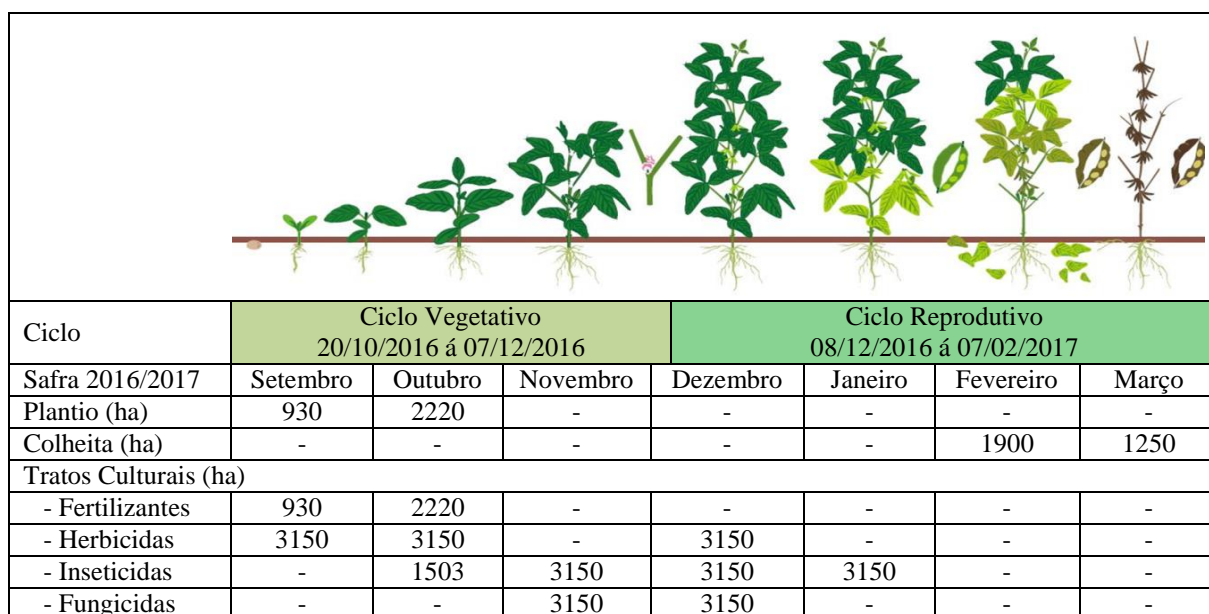 Ciclo
Ciclo Vegetativo
20/10/2016 á 07/12/2016
Ciclo Reprodutivo
08/12/2016 á 07/02/2017
Safra 2016/2017 Setembro Outubro Novembro Dezembro Janeiro Fevereiro Março
Plantio (ha) 930 2220 - - - - -
Colheita (ha) - - - - - 1900 1250
Tratos Culturais (ha)
- Fertilizantes 930 2220 - - - - -
- Herbicidas 3150 3150 - 3150 - - -
- Inseticidas - 1503 3150 3150 3150 - -
- Fungicidas - - 3150 3150 - - -